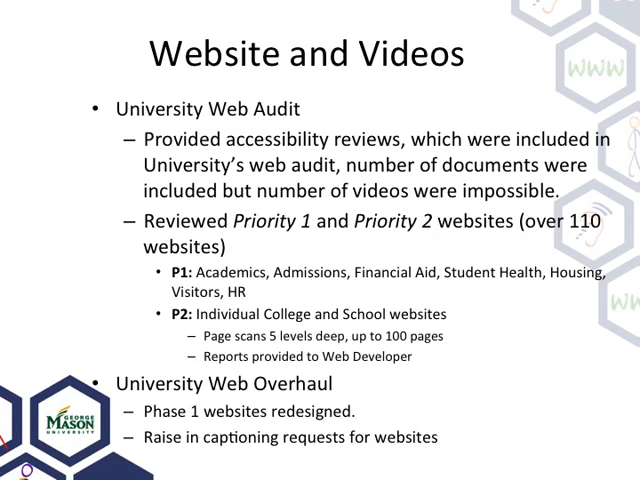 Website and Videos
www
• University Web Audit
– Provided accessibility reviews, which were included in
University's web audit, number of documents were
included but number of videos were impossible.
– Reviewed Priority 1 and Priority 2 websites (over 110
websites)
• P1: Academics, Admissions, Financial Aid, Student Health, Housing,
Visitors, HR
• P2: Individual College and School websites
– Page scans 5 levels deep, up to 100 pages
– Reports provided to Web Developer
• University Web Overhaul
– Phase 1 websites redesigned.
– Raise in captioning requests for websites
GEORGE
MASON
UNIVERSITY